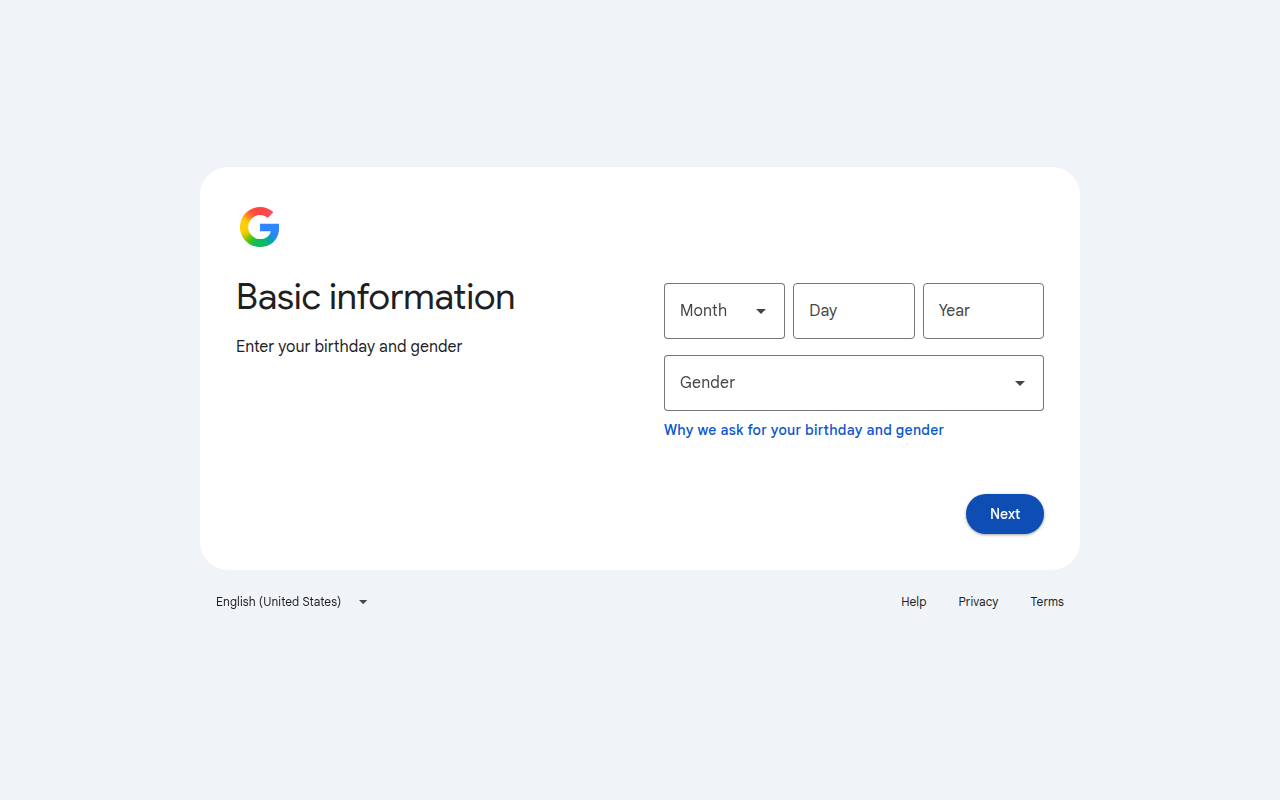 Basic information
Enter your birthday and gender
Month
Day
Year
Gender
Why we ask for your birthday and gender
Next
English (United States)
Help
Privacy
Terms